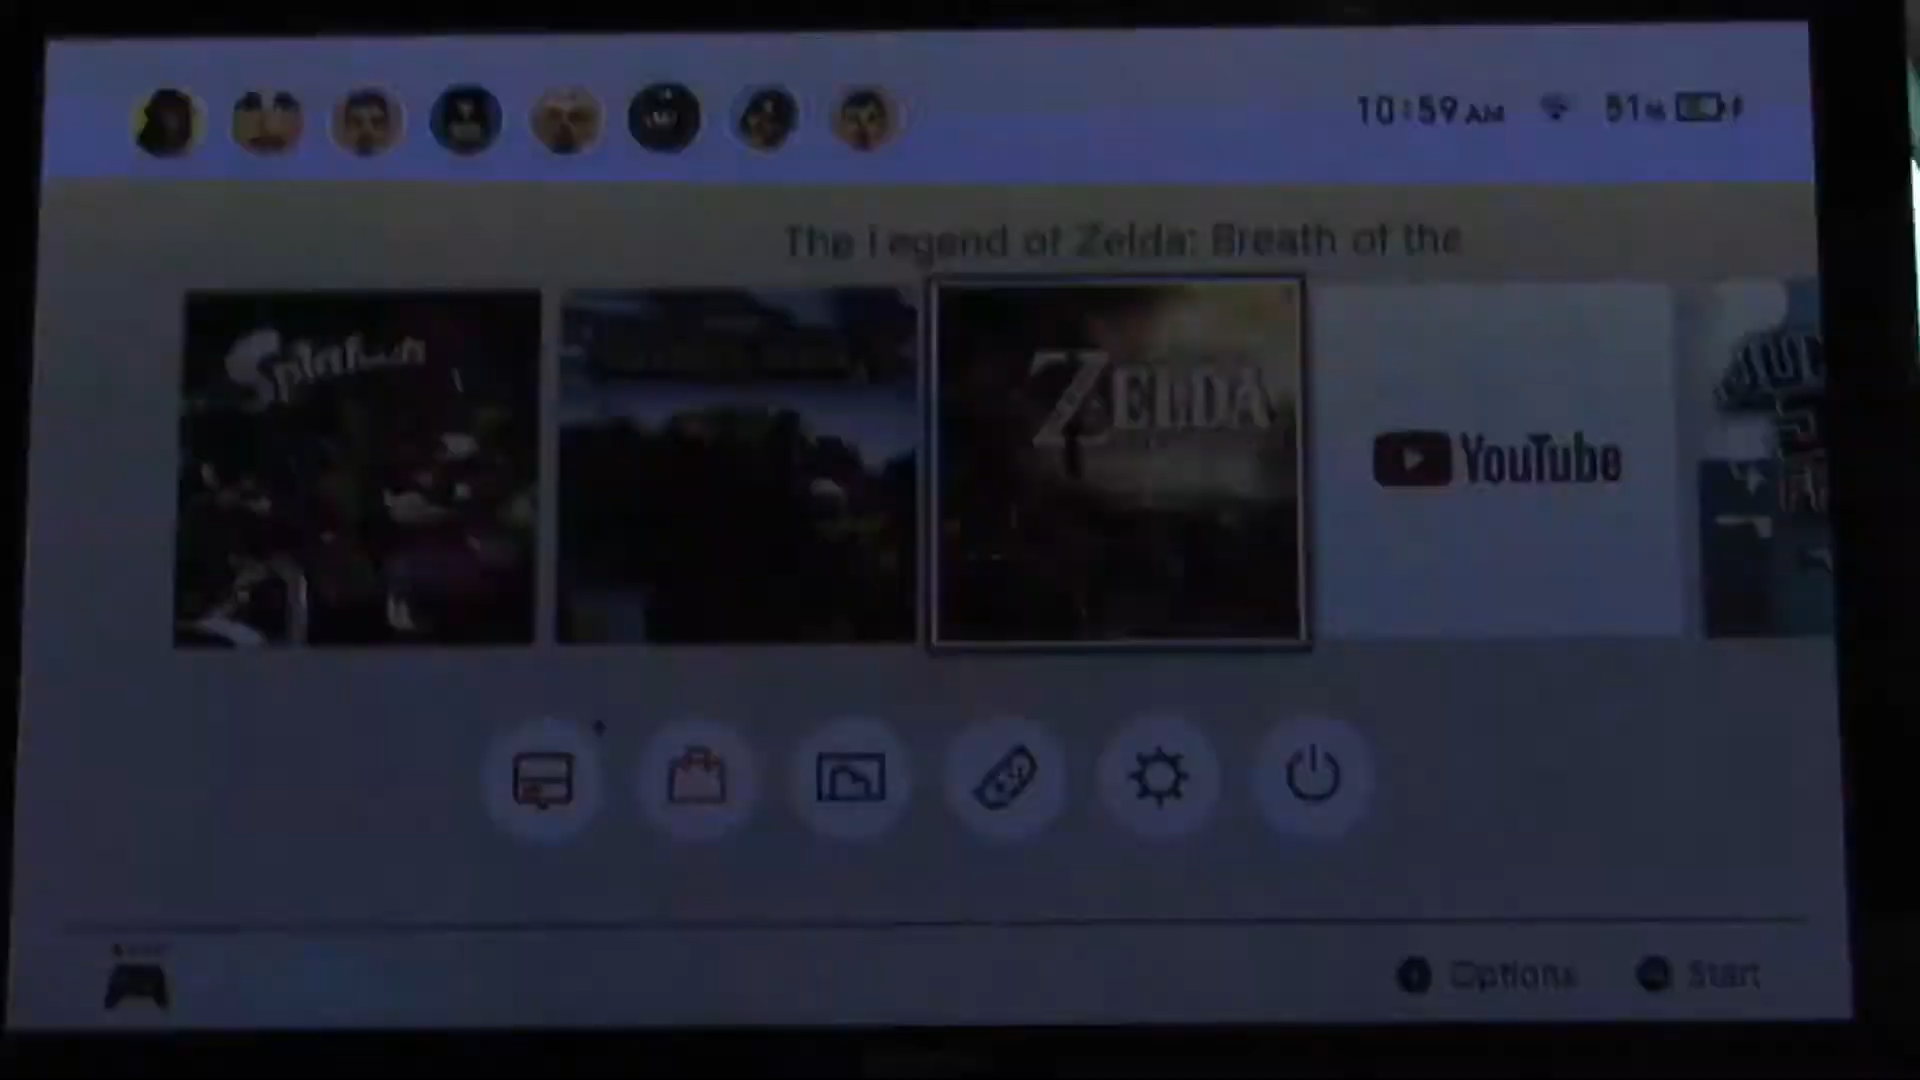 10:59 AM 51%
The Legend of Zelda: Breath of the
Splatoon
ZELDA
YouTube
Options
Start